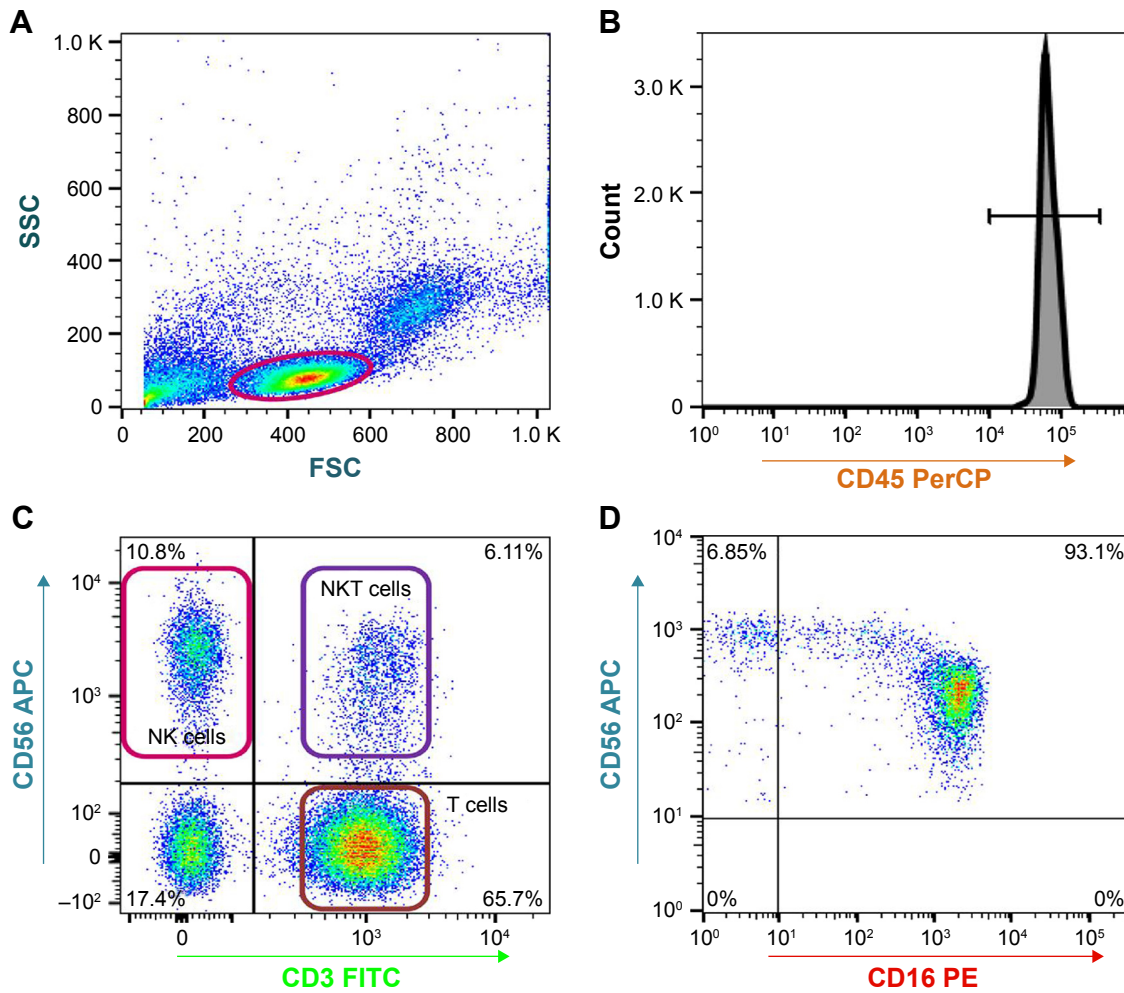 A
1.0 K
800
600
400
200
0
SSC
0 200 400 600 800 1.0 K
FSC
B
3.0 K
2.0 K
1.0 K
0
Count
10⁰ 10¹ 10² 10³ 10⁴ 10⁵
CD45 PerCP
C
10.8% 6.11%
NKT cells
NK cells
T cells
17.4% 65.7%
10⁴
10³
10²
0
–10²
CD56 APC
0 10³ 10⁴
CD3 FITC
D
6.85% 93.1%
0% 0%
10⁴
10³
10²
10¹
10⁰
CD56 APC
10⁰ 10¹ 10² 10³ 10⁴ 10⁵
CD16 PE